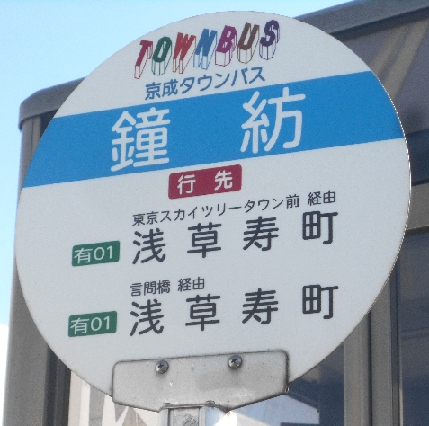 TOWNBUS
京成タウンバス
鐘紡
行先
東京スカイツリータウン前 経由
有01 浅草寿町
言問橋 経由
有01 浅草寿町